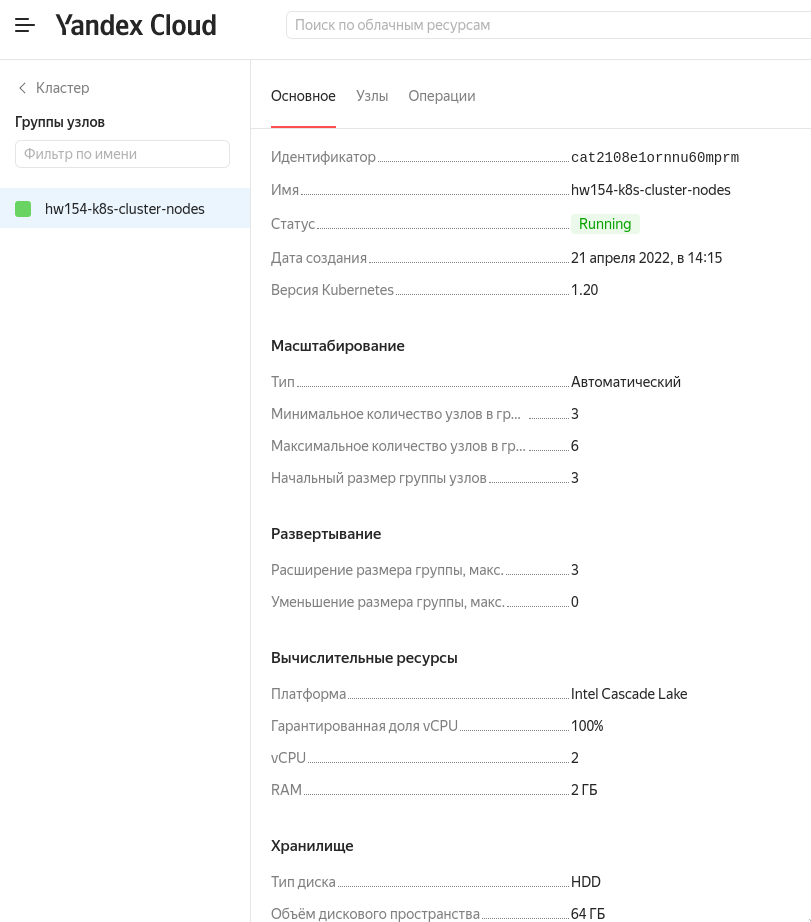 Yandex Cloud
Поиск по облачным ресурсам
Кластер
Группы узлов
Фильтр по имени
hw154-k8s-cluster-nodes
Основное Узлы Операции
Идентификатор cat2108e1ornnu60mprm
Имя hw154-k8s-cluster-nodes
Статус Running
Дата создания 21 апреля 2022, в 14:15
Версия Kubernetes 1.20
Масштабирование
Тип Автоматический
Минимальное количество узлов в гр... 3
Максимальное количество узлов в гр... 6
Начальный размер группы узлов 3
Развертывание
Расширение размера группы, макс. 3
Уменьшение размера группы, макс. 0
Вычислительные ресурсы
Платформа Intel Cascade Lake
Гарантированная доля vCPU 100%
vCPU 2
RAM 2 ГБ
Хранилище
Тип диска HDD
Объём дискового пространства 64 ГБ